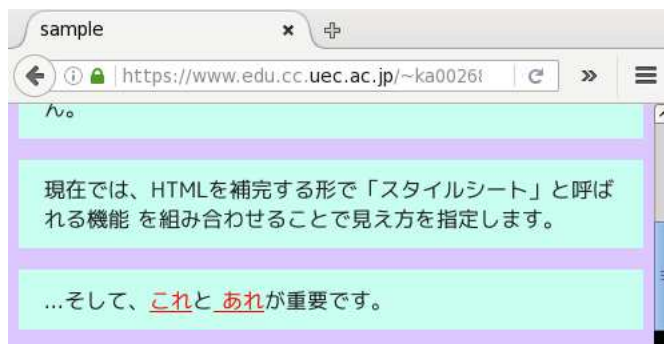 sample
https://www.edu.cc.uec.ac.jp/~ka00268
ん。
現在では、HTMLを補完する形で「スタイルシート」と呼ば
れる機能 を組み合わせることで見え方を指定します。
...そして、これと あれが重要です。